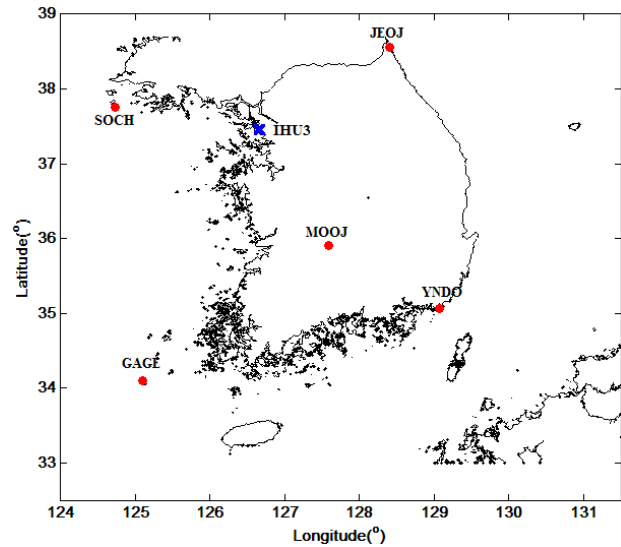 39
38
37
36
35
34
33
Latitude(°)
JEOJ
SOCH
IHU3
MOOJ
YNDO
GAGE
124
125
126
127
128
129
130
131
Longitude(°)